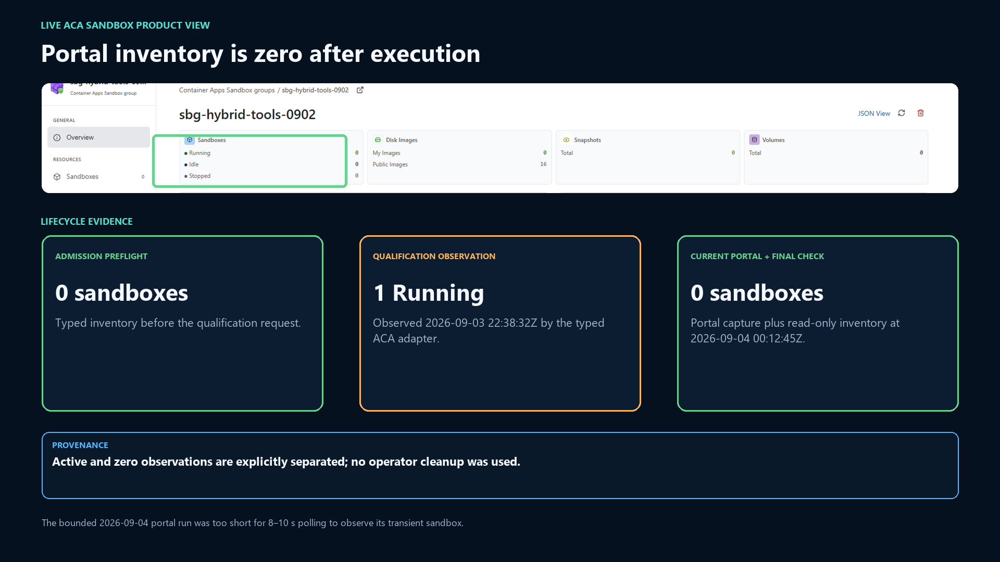 LIVE ACA SANDBOX PRODUCT VIEW
Portal inventory is zero after execution
Container Apps Sandbox group
Container Apps Sandbox groups / sbg-hybrid-tools-0902
sbg-hybrid-tools-0902
JSON View
GENERAL
Overview
RESOURCES
Sandboxes 0
Sandboxes
Running 0
Idle 0
Stopped 0
Disk Images
My Images 0
Public Images 16
Snapshots
Total 0
Volumes
Total 0
LIFECYCLE EVIDENCE
ADMISSION PREFLIGHT
0 sandboxes
Typed inventory before the qualification request.
QUALIFICATION OBSERVATION
1 Running
Observed 2026-09-03 22:38:32Z by the typed
ACA adapter.
CURRENT PORTAL + FINAL CHECK
0 sandboxes
Portal capture plus read-only inventory at
2026-09-04 00:12:45Z.
PROVENANCE
Active and zero observations are explicitly separated; no operator cleanup was used.
The bounded 2026-09-04 portal run was too short for 8–10 s polling to observe its transient sandbox.